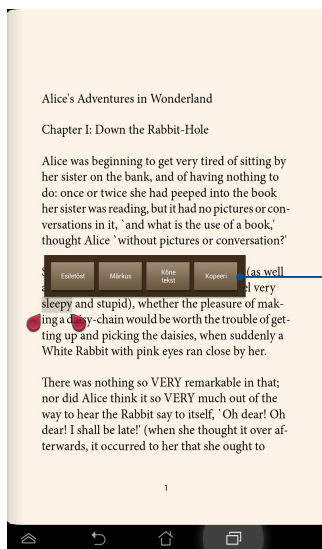 Alice's Adventures in Wonderland
Chapter I: Down the Rabbit-Hole
Alice was beginning to get very tired of sitting by
her sister on the bank, and of having nothing to
do: once or twice she had peeped into the book
her sister was reading, but it had no pictures or con-
versations in it, `and what is the use of a book,'
thought Alice `without pictures or conversation?'
Esiletõst Märkus Kõne tekst Kopeeri
(as well
very
sleepy and stupid), whether the pleasure of mak-
ing a daisy-chain would be worth the trouble of get-
ting up and picking the daisies, when suddenly a
White Rabbit with pink eyes ran close by her.
There was nothing so VERY remarkable in that;
nor did Alice think it so VERY much out of the
way to hear the Rabbit say to itself, `Oh dear! Oh
dear! I shall be late!' (when she thought it over af-
terwards, it occurred to her that she ought to
1